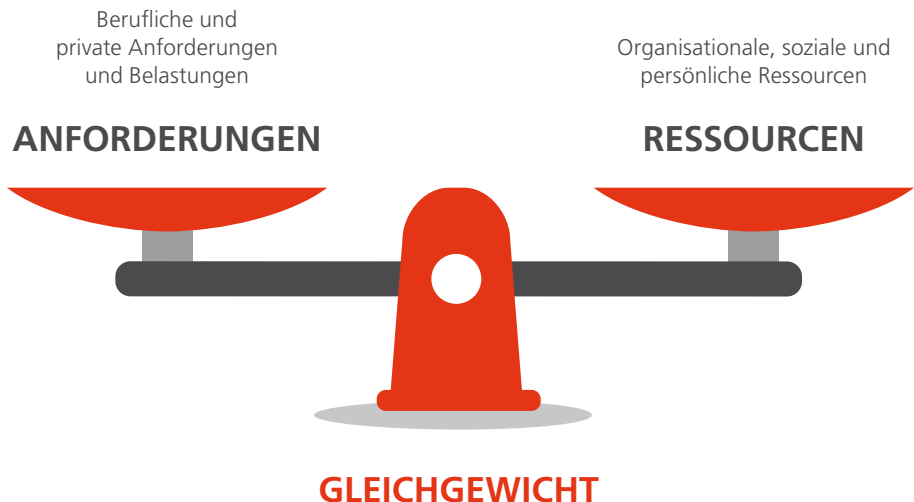 Berufliche und
private Anforderungen
und Belastungen
ANFORDERUNGEN
Organisationale, soziale und
persönliche Ressourcen
RESSOURCEN
GLEICHGEWICHT